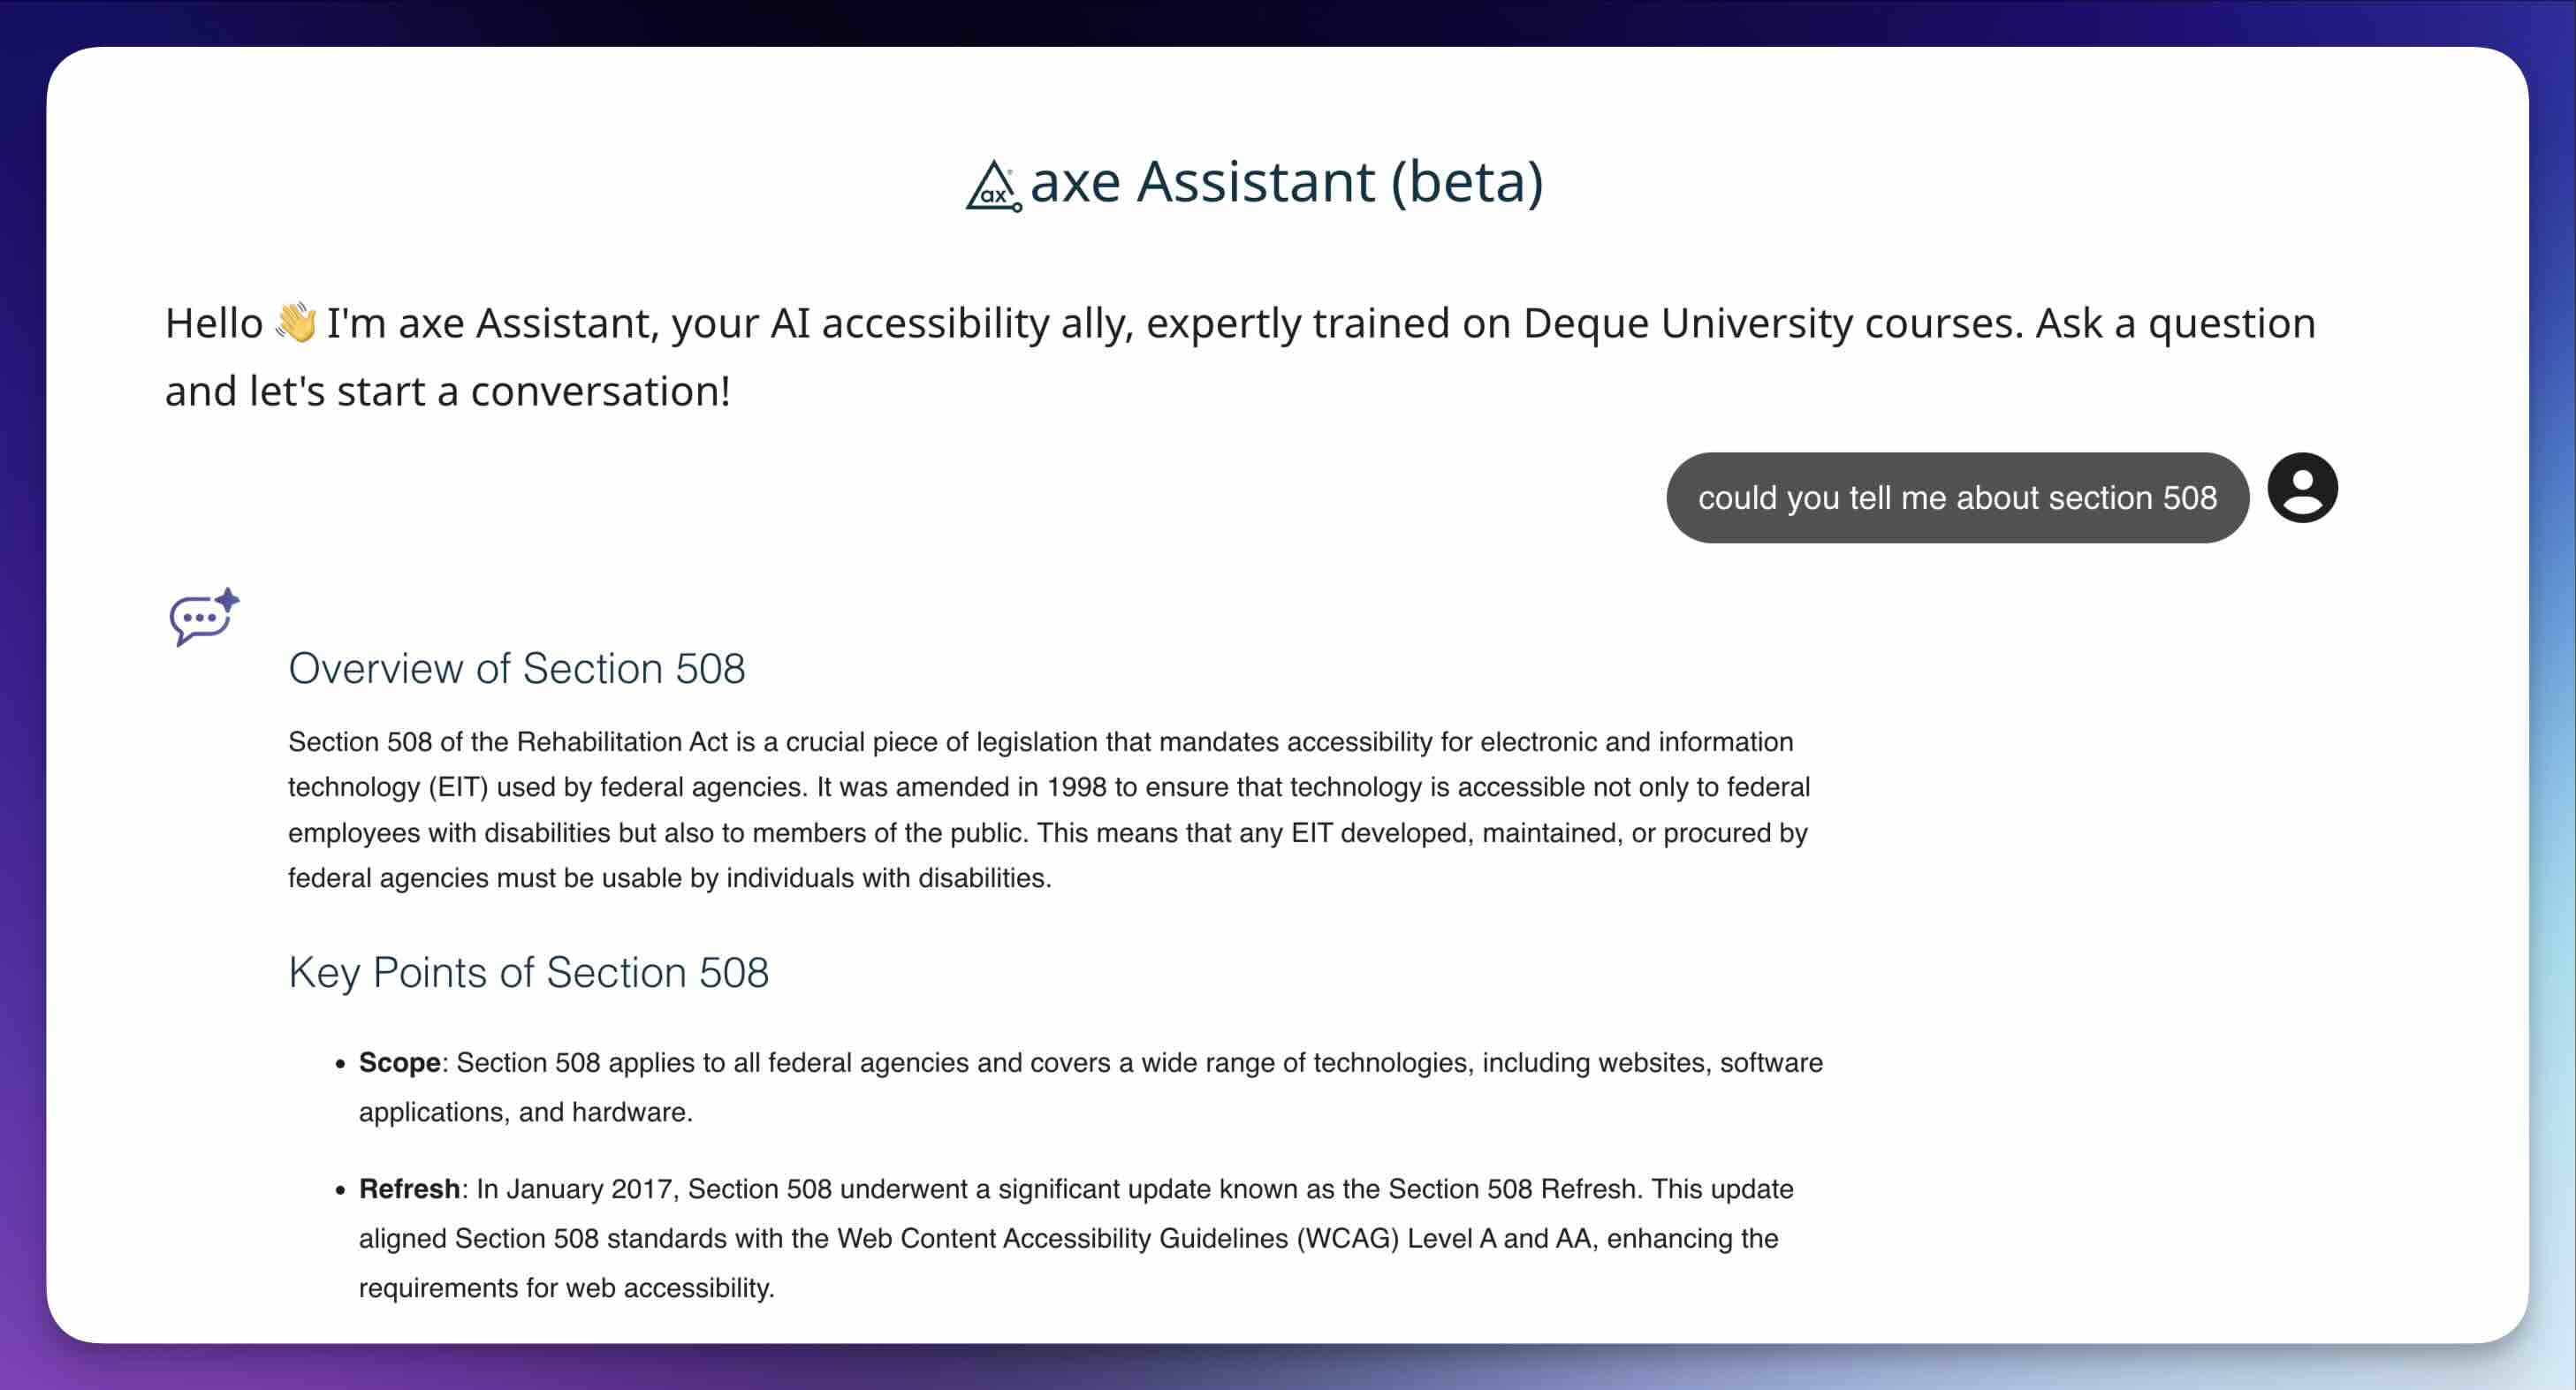 ax axe Assistant (beta)
Hello 👋 I'm axe Assistant, your AI accessibility ally, expertly trained on Deque University courses. Ask a question
and let's start a conversation!
could you tell me about section 508
Overview of Section 508
Section 508 of the Rehabilitation Act is a crucial piece of legislation that mandates accessibility for electronic and information
technology (EIT) used by federal agencies. It was amended in 1998 to ensure that technology is accessible not only to federal
employees with disabilities but also to members of the public. This means that any EIT developed, maintained, or procured by
federal agencies must be usable by individuals with disabilities.
Key Points of Section 508
• Scope: Section 508 applies to all federal agencies and covers a wide range of technologies, including websites, software
applications, and hardware.
• Refresh: In January 2017, Section 508 underwent a significant update known as the Section 508 Refresh. This update
aligned Section 508 standards with the Web Content Accessibility Guidelines (WCAG) Level A and AA, enhancing the
requirements for web accessibility.